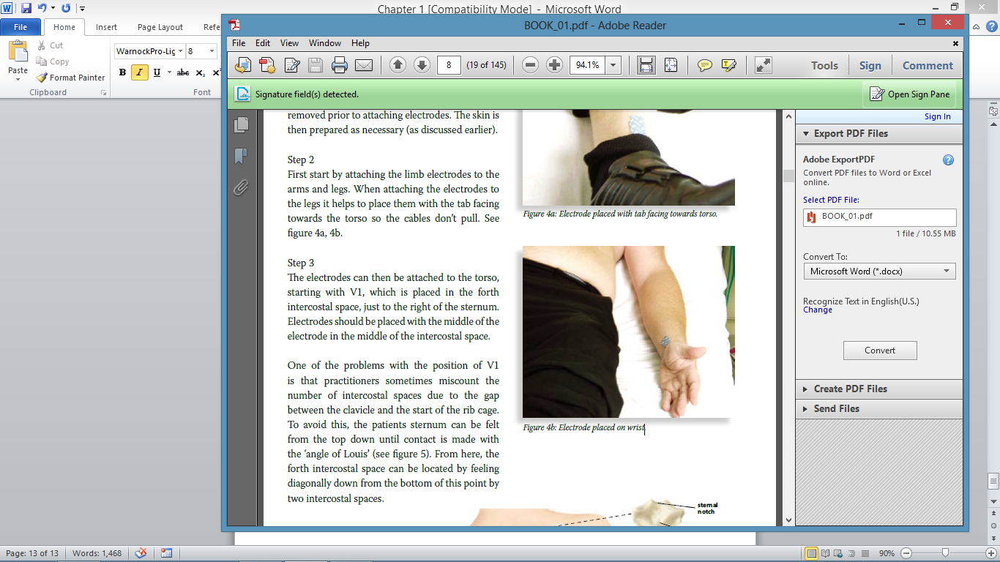 Chapter 1 [Compatibility Mode] - Microsoft Word
File Home Insert Page Layout Refe
Cut
Copy
Format Painter
Paste
Clipboard
WarnockPro-Lig 8
B I U abc x₂ x²
Font
BOOK_01.pdf - Adobe Reader
File Edit View Window Help
8 (19 of 145) 94.1% Tools Sign Comment
Signature field(s) detected.
Open Sign Pane
removed prior to attaching electrodes. The skin is
then prepared as necessary (as discussed earlier).
Step 2
First start by attaching the limb electrodes to the
arms and legs. When attaching the electrodes to
the legs it helps to place them with the tab facing
towards the torso so the cables don’t pull. See
figure 4a, 4b.
Step 3
The electrodes can then be attached to the torso,
starting with V1, which is placed in the forth
intercostal space, just to the right of the sternum.
Electrodes should be placed with the middle of the
electrode in the middle of the intercostal space.
One of the problems with the position of V1
is that practitioners sometimes miscount the
number of intercostal spaces due to the gap
between the clavicle and the start of the rib cage.
To avoid this, the patients sternum can be felt
from the top down until contact is made with
the ‘angle of Louis’ (see figure 5). From here, the
forth intercostal space can be located by feeling
diagonally down from the bottom of this point by
two intercostal spaces.
Figure 4a: Electrode placed with tab facing towards torso.
Figure 4b: Electrode placed on wrist
sternal
notch
Sign In
Export PDF Files
Adobe ExportPDF
Convert PDF files to Word or Excel
online.
Select PDF File:
BOOK_01.pdf
1 file / 10.55 MB
Convert To:
Microsoft Word (*.docx)
Recognize Text in English(U.S.)
Change
Convert
Create PDF Files
Send Files
Page: 13 of 13 Words: 1,468 90%